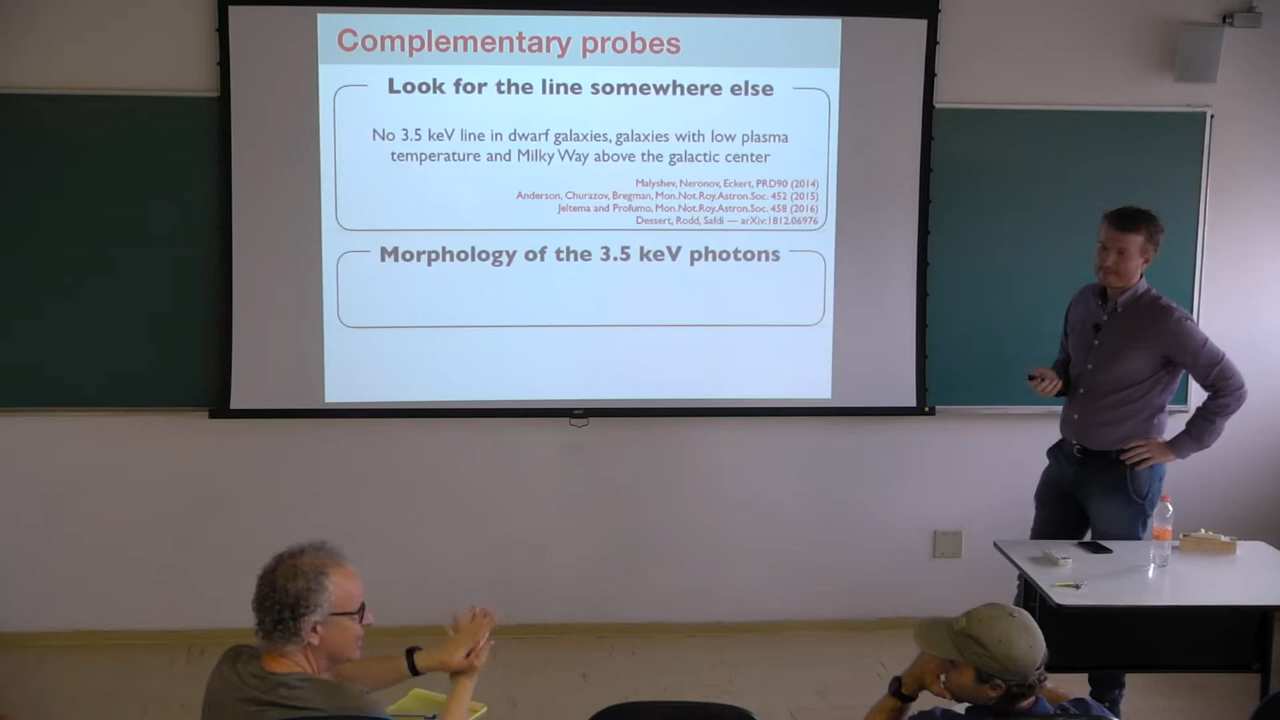 Complementary probes
Look for the line somewhere else
No 3.5 keV line in dwarf galaxies, galaxies with low plasma
temperature and Milky Way above the galactic center
Malyshev, Neronov, Eckert, PRD90 (2014)
Anderson, Churazov, Bregman, Mon.Not.Roy.Astron.Soc. 452 (2015)
Jeltema and Profumo, Mon.Not.Roy.Astron.Soc. 458 (2016)
Dessert, Rodd, Safdi — arXiv:1812.06976
Morphology of the 3.5 keV photons